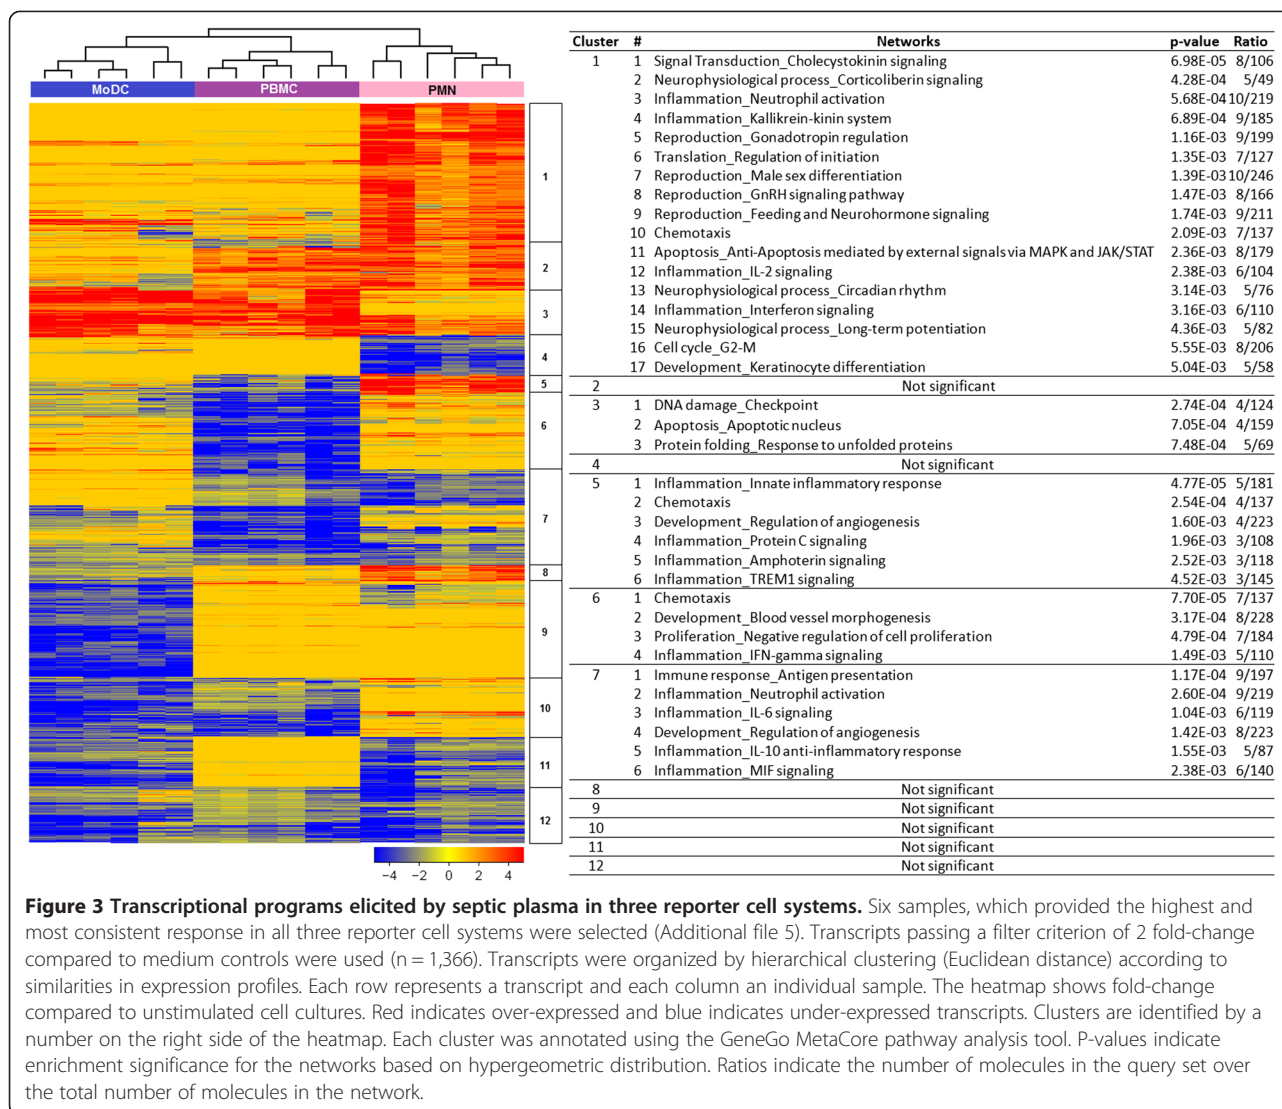 MoDC PBMC PMN
1
2
3
4
5
6
7
8
9
10
11
12
−4 −2 0 2 4
Cluster # Networks p-value Ratio
1 1 Signal Transduction_Cholecystokinin signaling 6.98E-05 8/106
2 Neurophysiological process_Corticoliberin signaling 4.28E-04 5/49
3 Inflammation_Neutrophil activation 5.68E-04 10/219
4 Inflammation_Kallikrein-kinin system 6.89E-04 9/185
5 Reproduction_Gonadotropin regulation 1.16E-03 9/199
6 Translation_Regulation of initiation 1.35E-03 7/127
7 Reproduction_Male sex differentiation 1.39E-03 10/246
8 Reproduction_GnRH signaling pathway 1.47E-03 8/166
9 Reproduction_Feeding and Neurohormone signaling 1.74E-03 9/211
10 Chemotaxis 2.09E-03 7/137
11 Apoptosis_Anti-Apoptosis mediated by external signals via MAPK and JAK/STAT 2.36E-03 8/179
12 Inflammation_IL-2 signaling 2.38E-03 6/104
13 Neurophysiological process_Circadian rhythm 3.14E-03 5/76
14 Inflammation_Interferon signaling 3.16E-03 6/110
15 Neurophysiological process_Long-term potentiation 4.36E-03 5/82
16 Cell cycle_G2-M 5.55E-03 8/206
17 Development_Keratinocyte differentiation 5.04E-03 5/58
2 Not significant
3 1 DNA damage_Checkpoint 2.74E-04 4/124
2 Apoptosis_Apoptotic nucleus 7.05E-04 4/159
3 Protein folding_Response to unfolded proteins 7.48E-04 5/69
4 Not significant
5 1 Inflammation_Innate inflammatory response 4.77E-05 5/181
2 Chemotaxis 2.54E-04 4/137
3 Development_Regulation of angiogenesis 1.60E-03 4/223
4 Inflammation_Protein C signaling 1.96E-03 3/108
5 Inflammation_Amphoterin signaling 2.52E-03 3/118
6 Inflammation_TREM1 signaling 4.52E-03 3/145
6 1 Chemotaxis 7.70E-05 7/137
2 Development_Blood vessel morphogenesis 3.17E-04 8/228
3 Proliferation_Negative regulation of cell proliferation 4.79E-04 7/184
4 Inflammation_IFN-gamma signaling 1.49E-03 5/110
7 1 Immune response_Antigen presentation 1.17E-04 9/197
2 Inflammation_Neutrophil activation 2.60E-04 9/219
3 Inflammation_IL-6 signaling 1.04E-03 6/119
4 Development_Regulation of angiogenesis 1.42E-03 8/223
5 Inflammation_IL-10 anti-inflammatory response 1.55E-03 5/87
6 Inflammation_MIF signaling 2.38E-03 6/140
8 Not significant
9 Not significant
10 Not significant
11 Not significant
12 Not significant
Figure 3 Transcriptional programs elicited by septic plasma in three reporter cell systems. Six samples, which provided the highest and
most consistent response in all three reporter cell systems were selected (Additional file 5). Transcripts passing a filter criterion of 2 fold-change
compared to medium controls were used (n = 1,366). Transcripts were organized by hierarchical clustering (Euclidean distance) according to
similarities in expression profiles. Each row represents a transcript and each column an individual sample. The heatmap shows fold-change
compared to unstimulated cell cultures. Red indicates over-expressed and blue indicates under-expressed transcripts. Clusters are identified by a
number on the right side of the heatmap. Each cluster was annotated using the GeneGo MetaCore pathway analysis tool. P-values indicate
enrichment significance for the networks based on hypergeometric distribution. Ratios indicate the number of molecules in the query set over
the total number of molecules in the network.